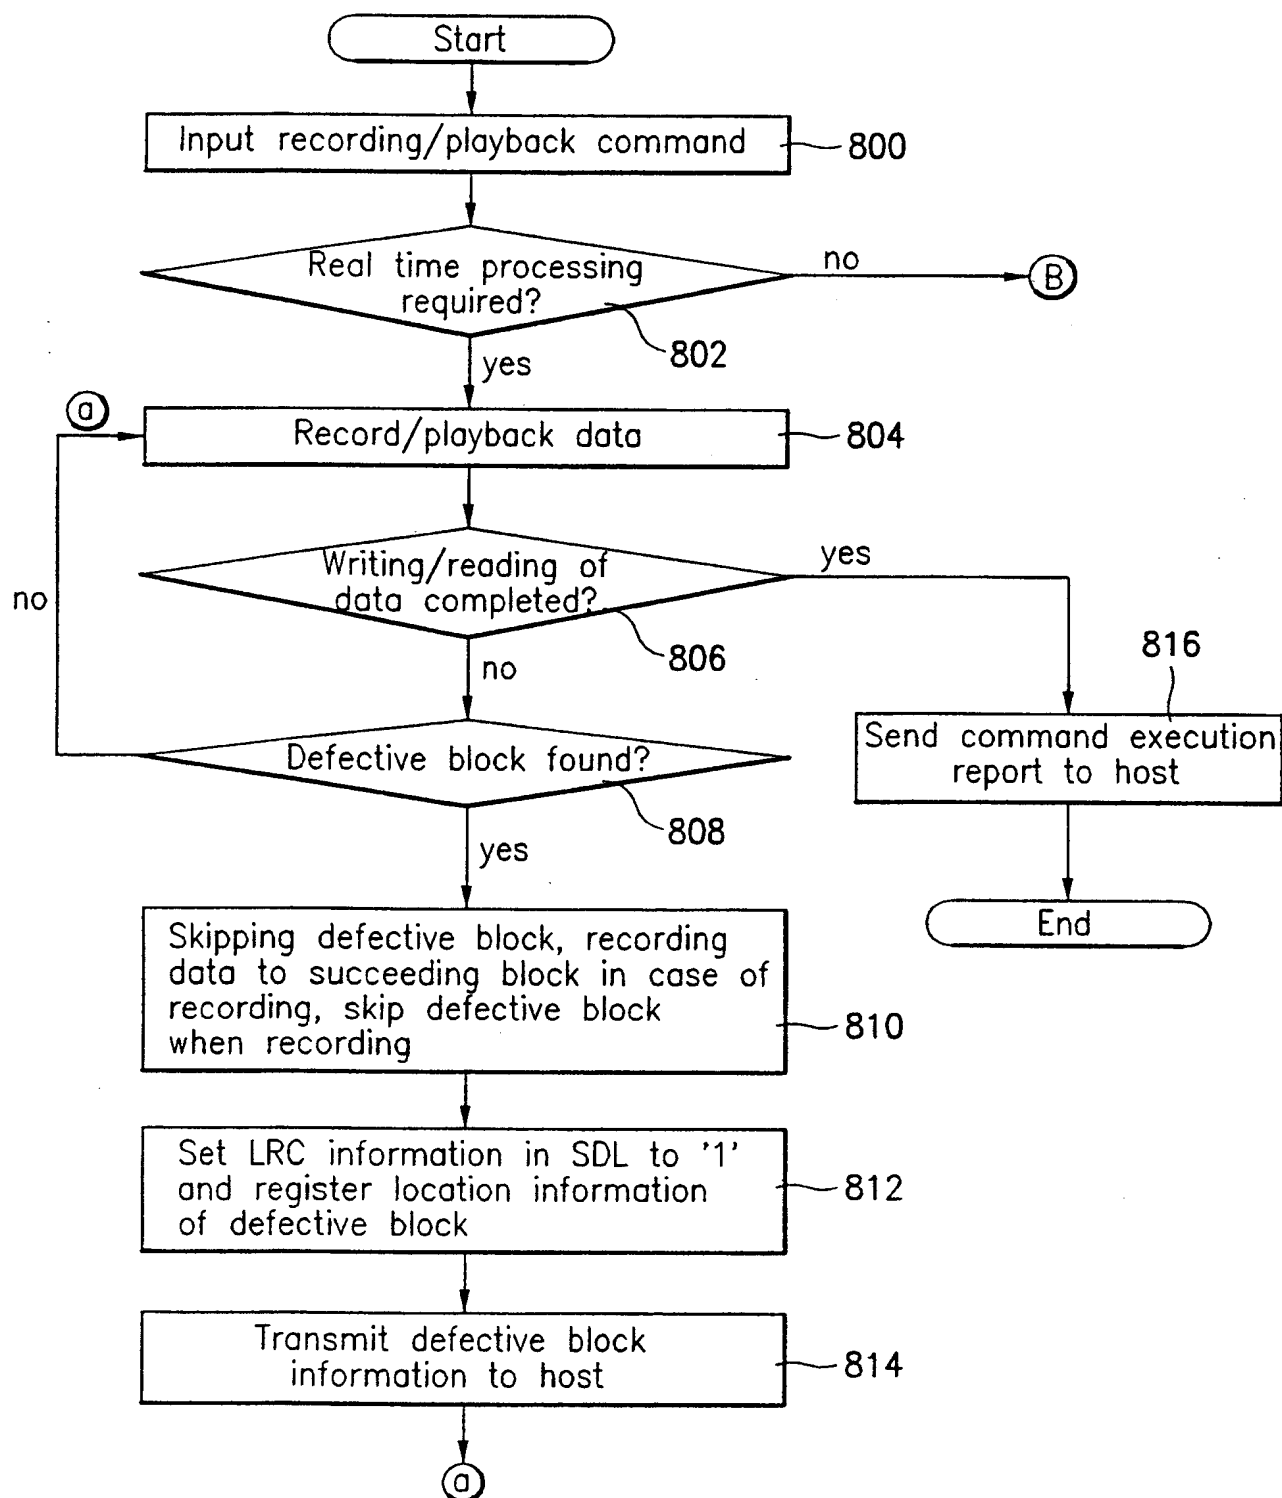 Start
Input recording/playback command
800
Real time processing
required?
802
no
B
yes
a
Record/playback data
804
Writing/reading of
data completed?
806
yes
no
no
816
Send command execution
report to host
Defective block found?
808
yes
End
Skipping defective block, recording
data to succeeding block in case of
recording, skip defective block
when recording
810
Set LRC information in SDL to '1'
and register location information
of defective block
812
Transmit defective block
information to host
814
a